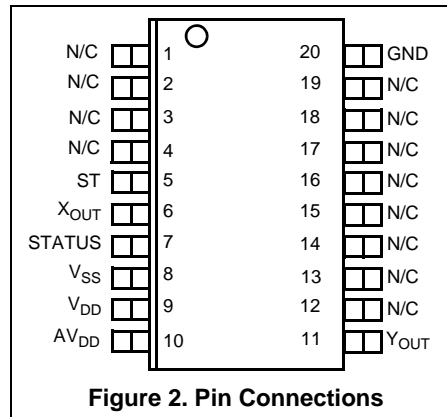 N/C 1 20 GND
N/C 2 19 N/C
N/C 3 18 N/C
N/C 4 17 N/C
ST 5 16 N/C
XOUT 6 15 N/C
STATUS 7 14 N/C
VSS 8 13 N/C
VDD 9 12 N/C
AVDD 10 11 YOUT
Figure 2. Pin Connections